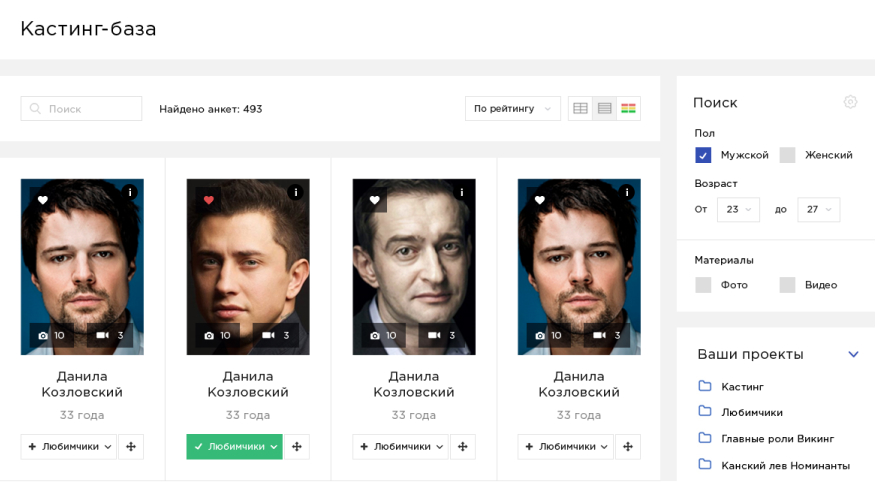 Кастинг-база
Поиск
Найдено анкет: 493
По рейтингу
i
i
i
i
10
3
10
3
10
3
10
3
Данила
Козловский
33 года
Любимчики
Данила
Козловский
33 года
Любимчики
Данила
Козловский
33 года
Любимчики
Данила
Козловский
33 года
Любимчики
Поиск
Пол
Мужской
Женский
Возраст
От 23 до 27
Материалы
Фото
Видео
Ваши проекты
Кастинг
Любимчики
Главные роли Викинг
Канский лев Номинанты